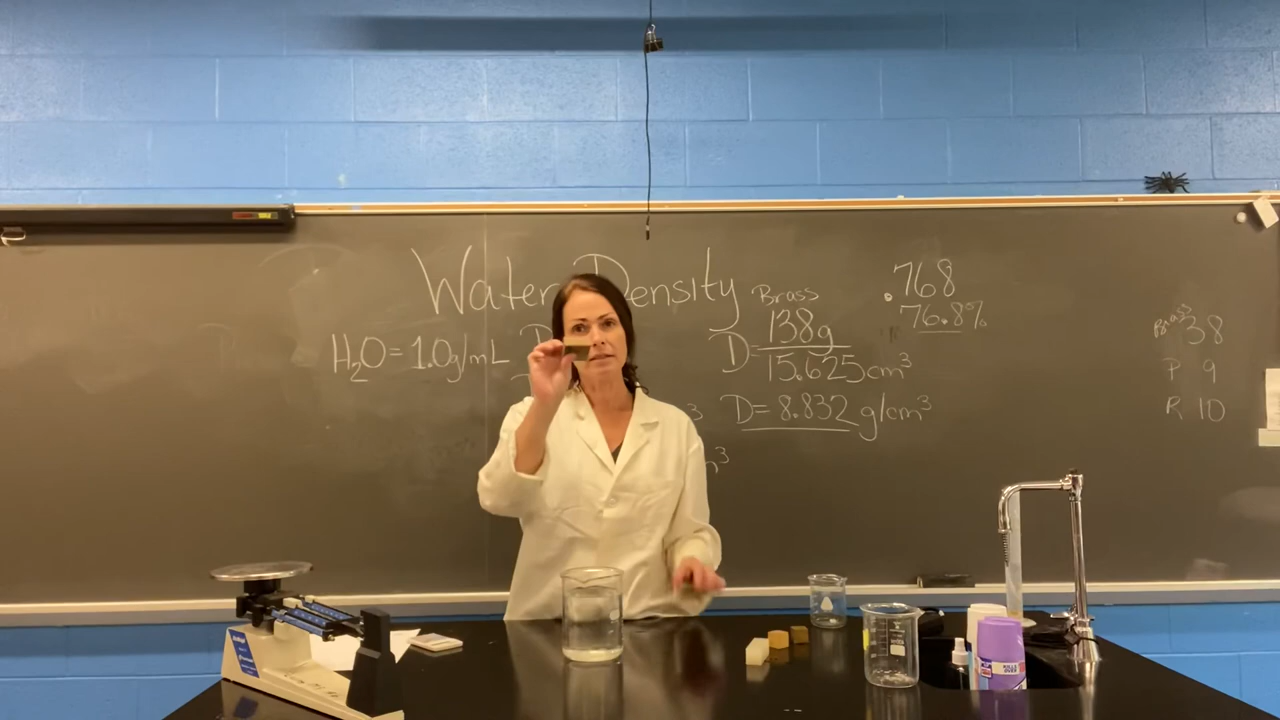 Water Density
H₂O = 1.0g/mL
D
Brass
D = 138g
15.625cm³
D = 8.832 g/cm³
.768
76.8%
Brass 38
P 9
R 10
KILLS